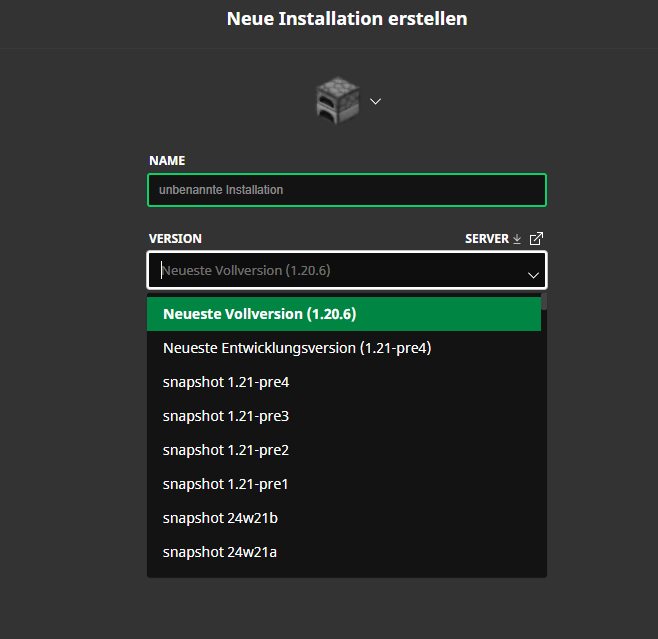 Neue Installation erstellen
NAME
unbenannte Installation
VERSION SERVER
Neueste Vollversion (1.20.6)
Neueste Vollversion (1.20.6)
Neueste Entwicklungsversion (1.21-pre4)
snapshot 1.21-pre4
snapshot 1.21-pre3
snapshot 1.21-pre2
snapshot 1.21-pre1
snapshot 24w21b
snapshot 24w21a